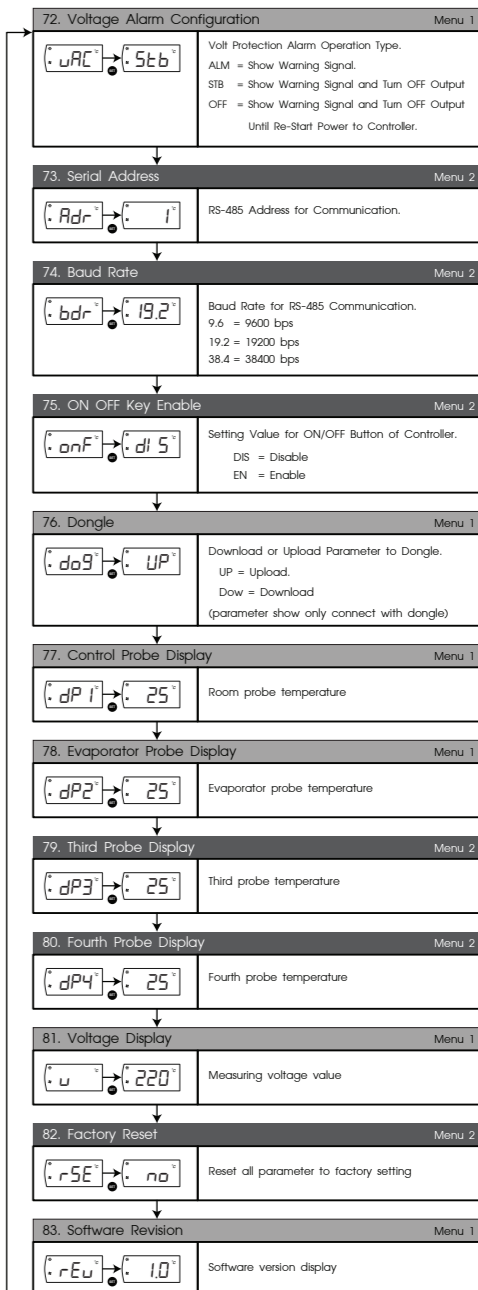 72. Voltage Alarm Configuration Menu 1
uAC Stb
Volt Protection Alarm Operation Type.
ALM = Show Warning Signal.
STB = Show Warning Signal and Turn OFF Output
OFF = Show Warning Signal and Turn OFF Output
Until Re-Start Power to Controller.
73. Serial Address Menu 2
Adr 1
RS-485 Address for Communication.
74. Baud Rate Menu 2
bdr 19.2
Baud Rate for RS-485 Communication.
9.6 = 9600 bps
19.2 = 19200 bps
38.4 = 38400 bps
75. ON OFF Key Enable Menu 2
onF diS
Setting Value for ON/OFF Button of Controller.
DIS = Disable
EN = Enable
76. Dongle Menu 1
do9 UP
Download or Upload Parameter to Dongle.
UP = Upload.
Dow = Download
(parameter show only connect with dongle)
77. Control Probe Display Menu 1
dP1 25
Room probe temperature
78. Evaporator Probe Display Menu 1
dP2 25
Evaporator probe temperature
79. Third Probe Display Menu 2
dP3 25
Third probe temperature
80. Fourth Probe Display Menu 2
dP4 25
Fourth probe temperature
81. Voltage Display Menu 1
u 220
Measuring voltage value
82. Factory Reset Menu 2
rSE no
Reset all parameter to factory setting
83. Software Revision Menu 1
rEu 1.0
Software version display